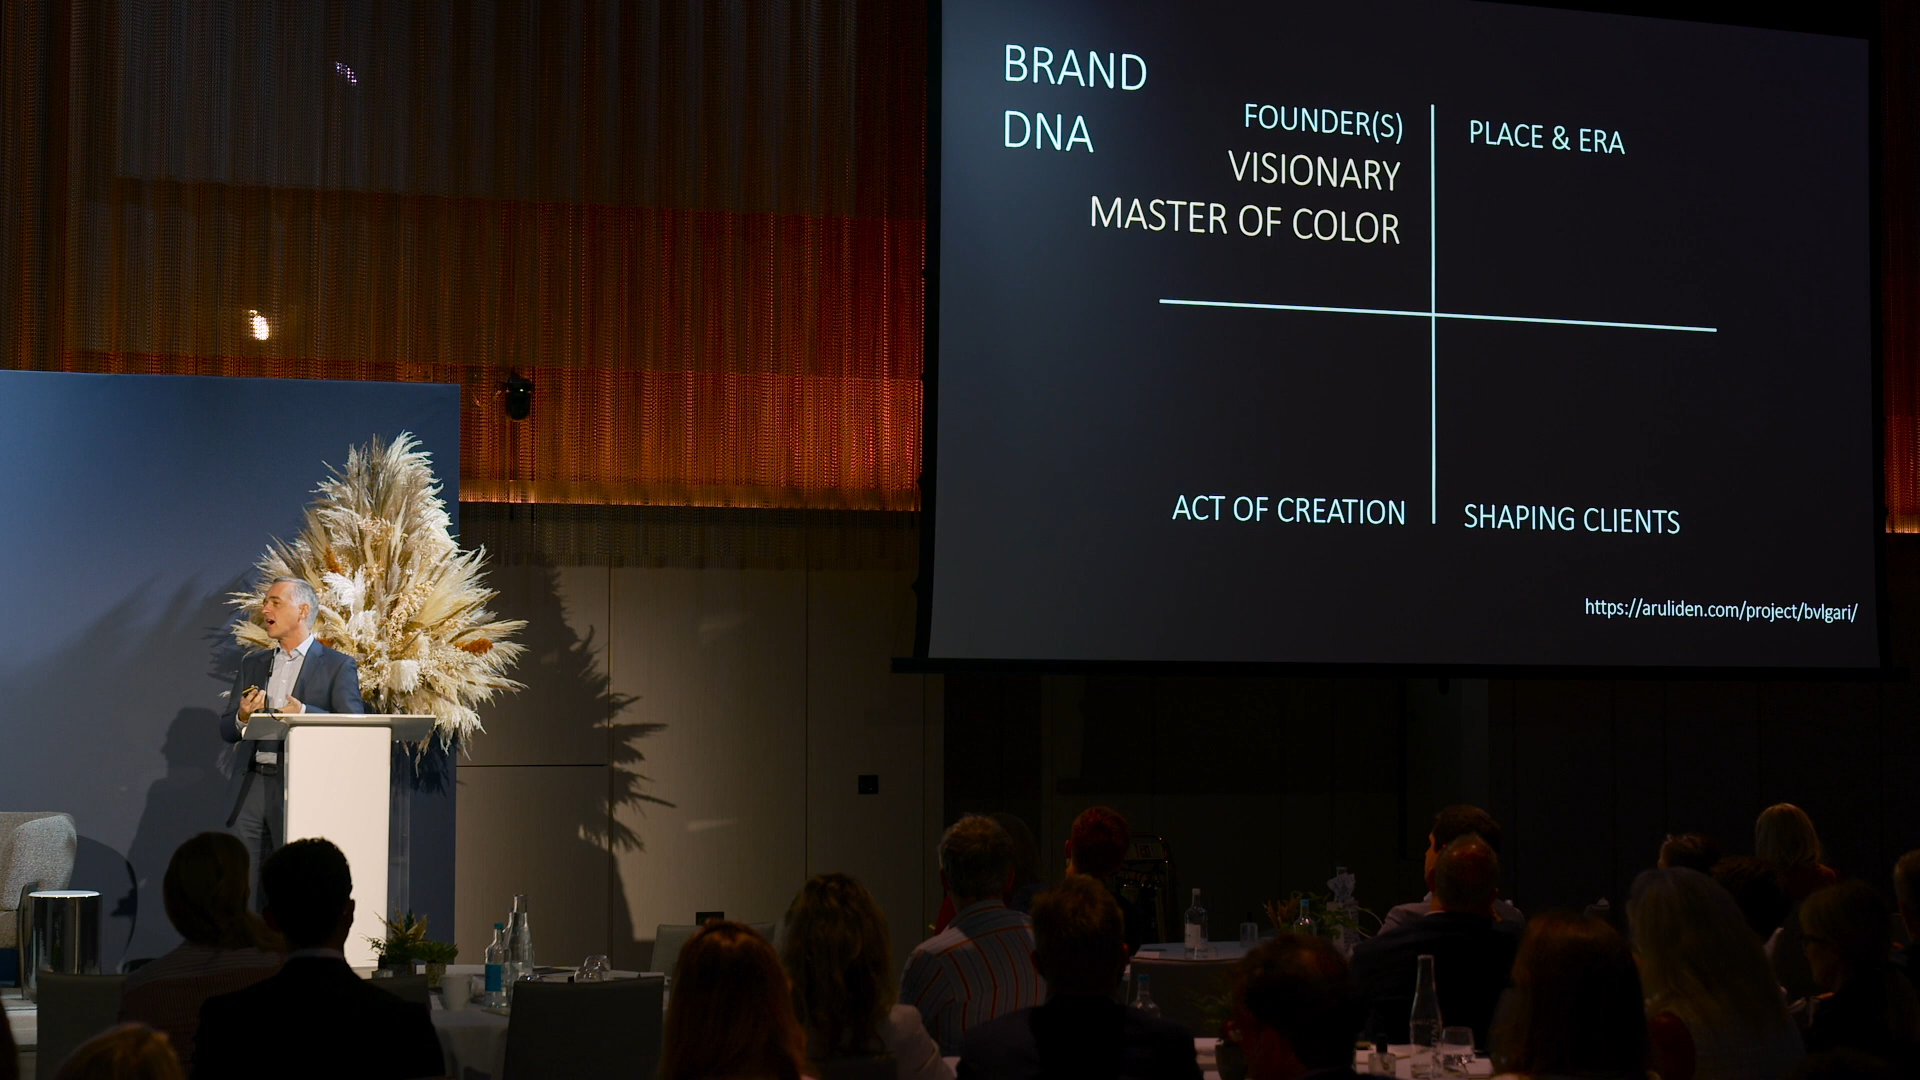 BRAND
DNA
FOUNDER(S)
VISIONARY
MASTER OF COLOR
PLACE & ERA
ACT OF CREATION
SHAPING CLIENTS
https://aruliden.com/project/bvlgari/